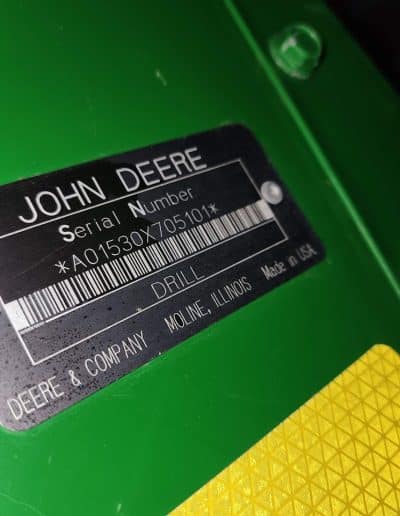 JOHN DEERE
Serial Number
*A01530X705101*
DRILL
DEERE & COMPANY MOLINE, ILLINOIS Made in USA